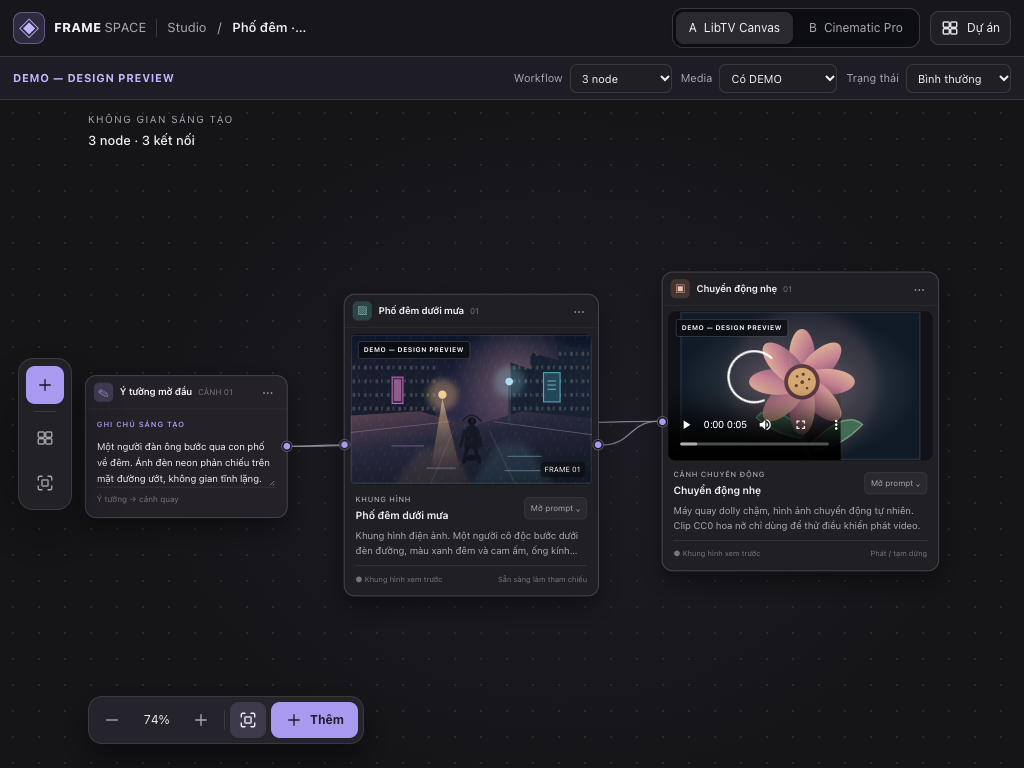 FRAME SPACE
Studio / Phố đêm ·...
A LibTV Canvas
B Cinematic Pro
Dự án
DEMO — DESIGN PREVIEW
Workflow 3 node
Media Có DEMO
Trạng thái Bình thường
KHÔNG GIAN SÁNG TẠO
3 node · 3 kết nối
Ý tưởng mở đầu CẢNH 01
GHI CHÚ SÁNG TẠO
Một người đàn ông bước qua con phố
về đêm. Ánh đèn neon phản chiếu trên
mặt đường ướt, không gian tĩnh lặng.
Ý tưởng → cảnh quay
Phố đêm dưới mưa 01
DEMO — DESIGN PREVIEW
FRAME 01
KHUNG HÌNH
Phố đêm dưới mưa
Mở prompt
Khung hình điện ảnh. Một người cô độc bước dưới
đèn đường, màu xanh đêm và cam ấm, ống kính...
Khung hình xem trước
Sẵn sàng làm tham chiếu
Chuyển động nhẹ 01
DEMO — DESIGN PREVIEW
0:00 0:05
CẢNH CHUYỂN ĐỘNG
Chuyển động nhẹ
Mở prompt
Máy quay dolly chậm, hình ảnh chuyển động tự nhiên.
Clip CC0 hoa nở chỉ dùng để thử điều khiển phát video.
Khung hình xem trước
Phát / tạm dừng
74%
Thêm